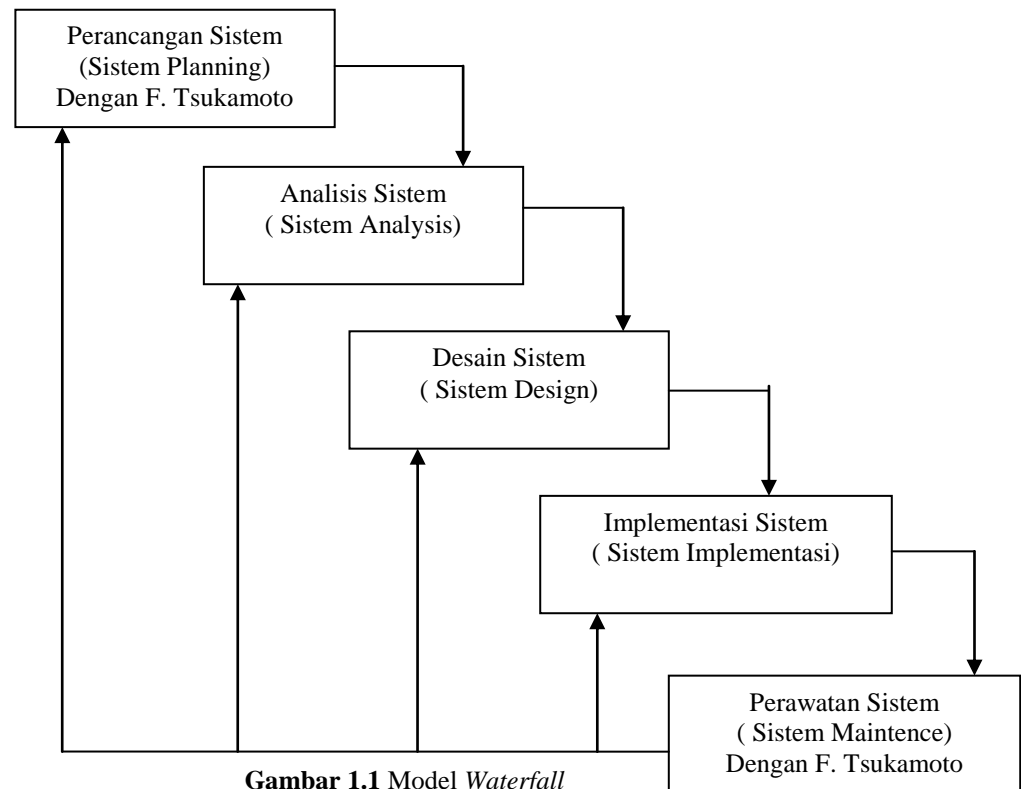 Perancangan Sistem
(Sistem Planning)
Dengan F. Tsukamoto
Analisis Sistem
( Sistem Analysis)
Desain Sistem
( Sistem Design)
Implementasi Sistem
( Sistem Implementasi)
Perawatan Sistem
( Sistem Maintence)
Dengan F. Tsukamoto
Gambar 1.1 Model Waterfall